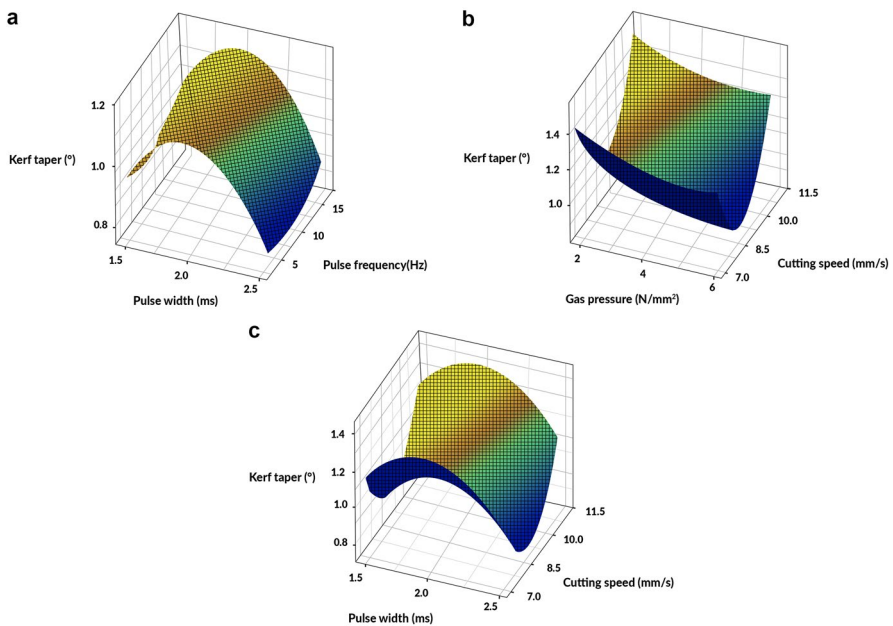 a
1.2
Kerf taper (°)
1.0
0.8
1.5
2.0
2.5
Pulse width (ms)
5
10
15
Pulse frequency(Hz)
b
1.4
Kerf taper (°)
1.2
1.0
2
4
6
Gas pressure (N/mm²)
7.0
8.5
10.0
11.5
Cutting speed (mm/s)
c
1.4
1.2
Kerf taper (°)
1.0
0.8
1.5
2.0
2.5
Pulse width (ms)
7.0
8.5
10.0
11.5
Cutting speed (mm/s)